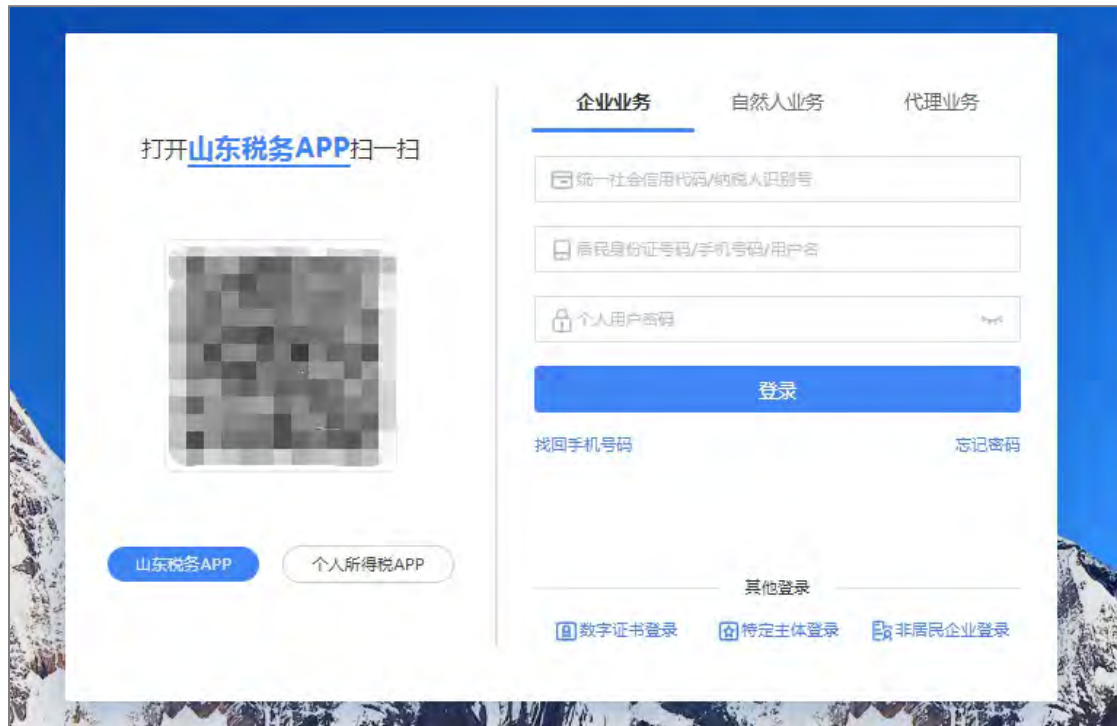 打开山东税务APP扫一扫
山东税务APP
个人所得税APP
企业业务
自然人业务
代理业务
统一社会信用代码/纳税人识别号
居民身份证号码/手机号码/用户名
个人用户密码
登录
找回手机号码
忘记密码
其他登录
数字证书登录
特定主体登录
非居民企业登录